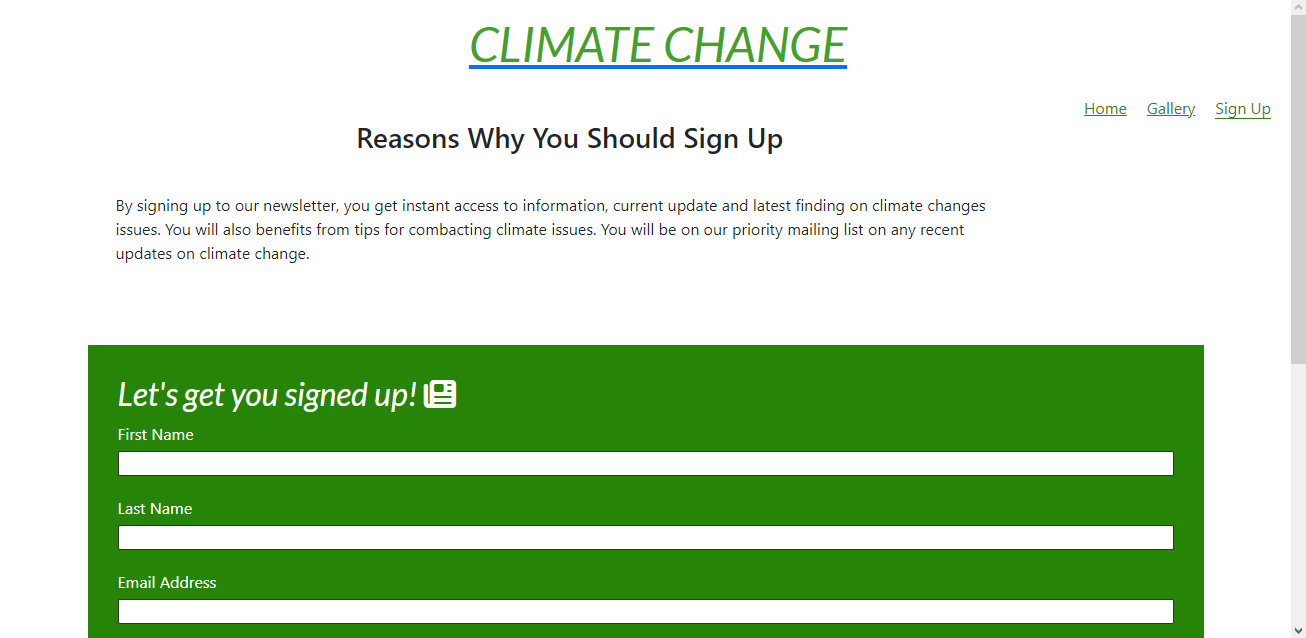 CLIMATE CHANGE
Home Gallery Sign Up
Reasons Why You Should Sign Up
By signing up to our newsletter, you get instant access to information, current update and latest finding on climate changes
issues. You will also benefits from tips for combacting climate issues. You will be on our priority mailing list on any recent
updates on climate change.
Let's get you signed up!
First Name
Last Name
Email Address